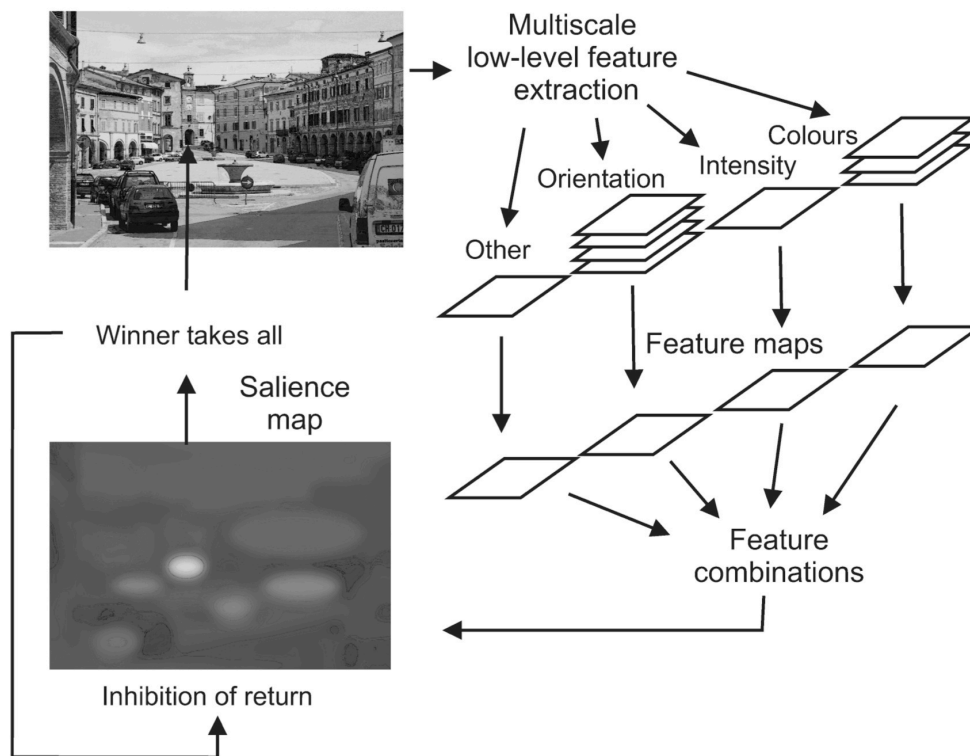 Multiscale
low-level feature
extraction
Colours
Intensity
Orientation
Other
Feature maps
Winner takes all
Salience
map
Feature
combinations
Inhibition of return